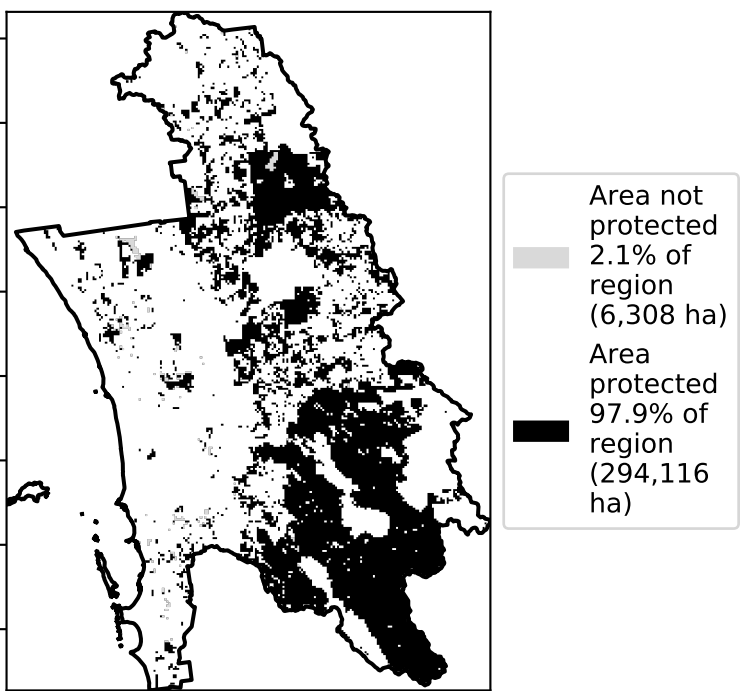 Area not
protected
2.1% of
region
(6,308 ha)
Area
protected
97.9% of
region
(294,116
ha)